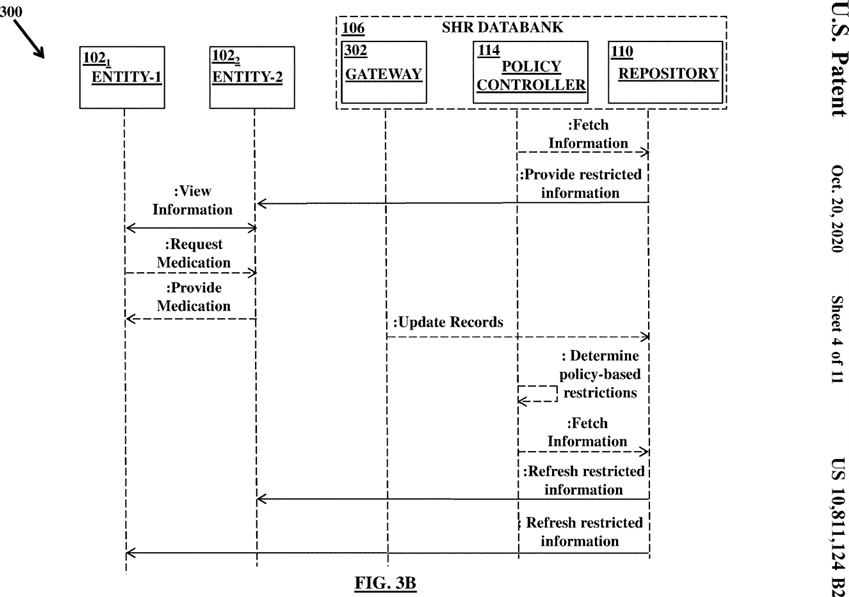 300
106 SHR DATABANK
102₁ ENTITY-1
102₂ ENTITY-2
302 GATEWAY
114 POLICY CONTROLLER
110 REPOSITORY
:Fetch
Information
:Provide restricted
information
:View
Information
:Request
Medication
:Provide
Medication
:Update Records
: Determine
policy-based
restrictions
:Fetch
Information
:Refresh restricted
information
: Refresh restricted
information
FIG. 3B
U.S. Patent
Oct. 20, 2020
Sheet 4 of 11
US 10,811,124 B2